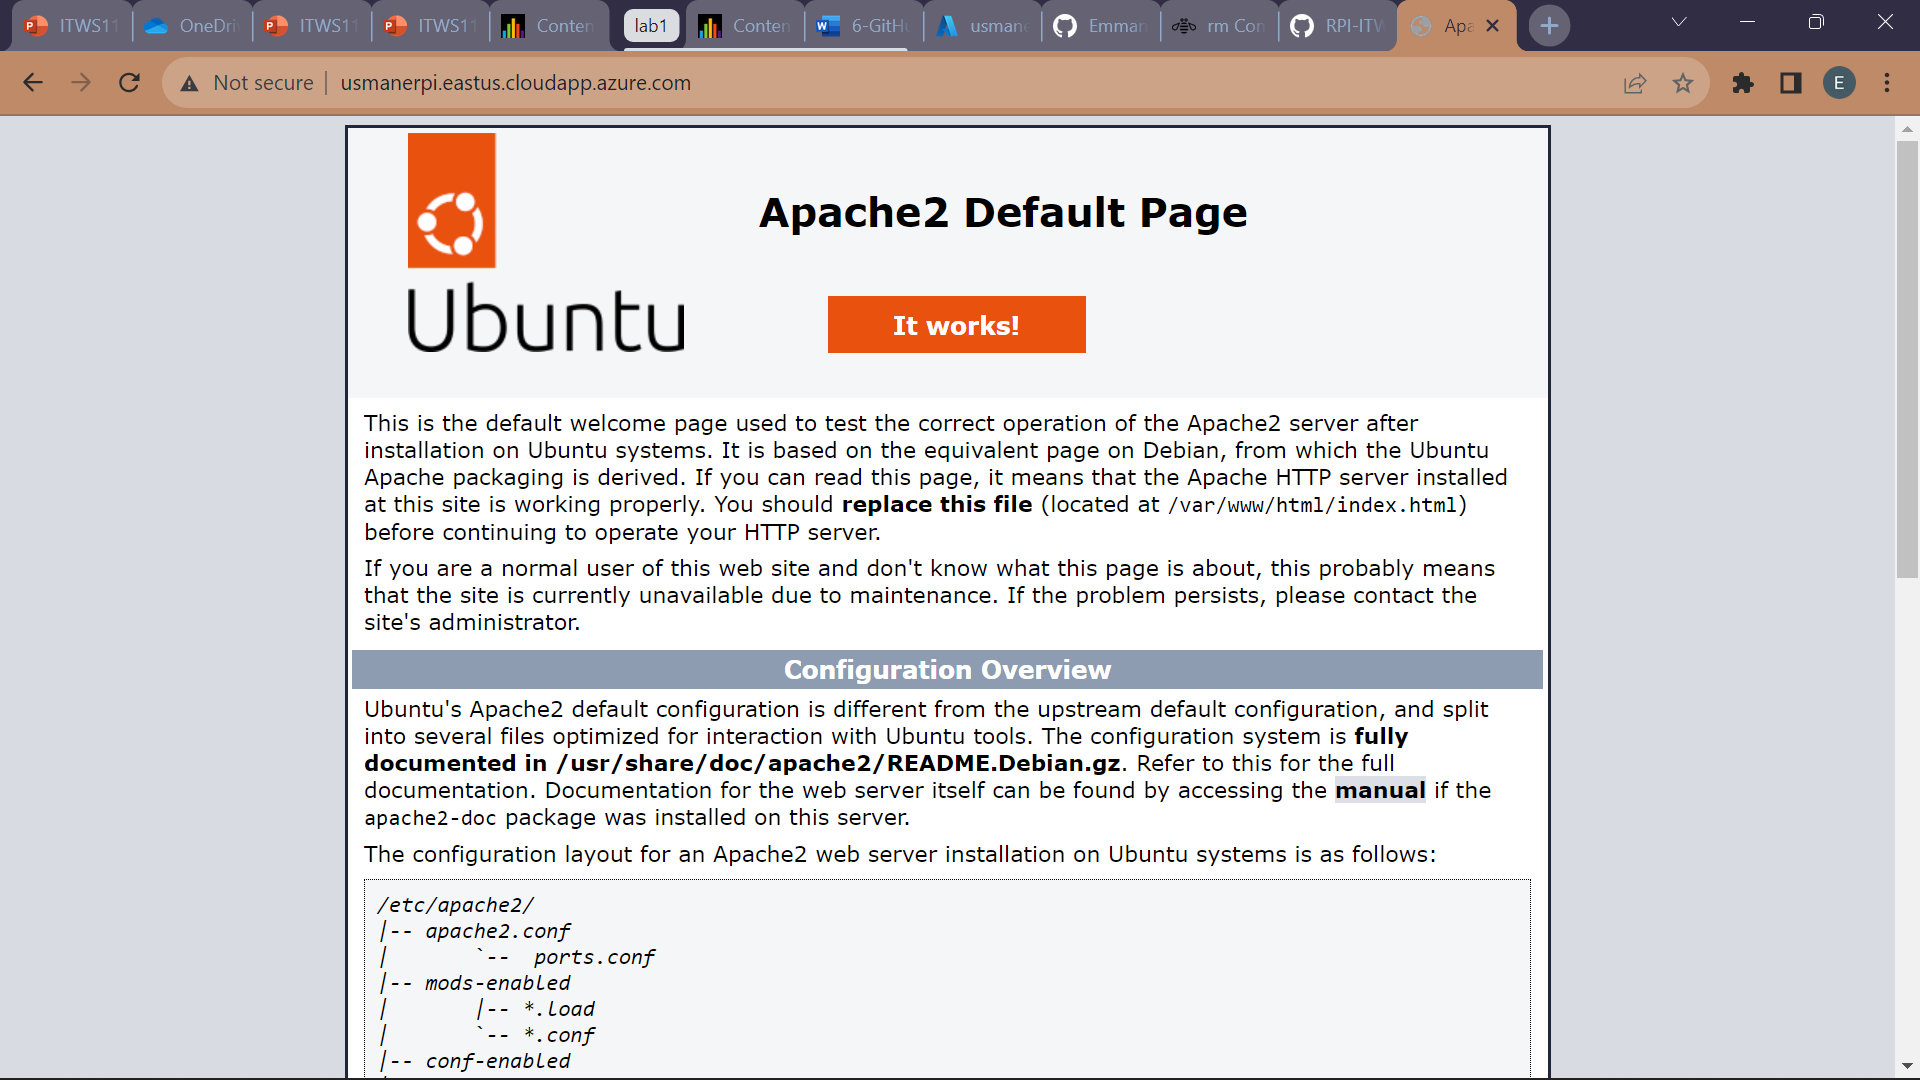 ITWS11
OneDri
ITWS11
ITWS11
Conten
lab1
Conten
6-GitH
usmane
Emman
rm Com
RPI-ITW
Apa
Not secure
usmanerpi.eastus.cloudapp.azure.com
E
Apache2 Default Page
Ubuntu
It works!
This is the default welcome page used to test the correct operation of the Apache2 server after
installation on Ubuntu systems. It is based on the equivalent page on Debian, from which the Ubuntu
Apache packaging is derived. If you can read this page, it means that the Apache HTTP server installed
at this site is working properly. You should replace this file (located at /var/www/html/index.html)
before continuing to operate your HTTP server.
If you are a normal user of this web site and don't know what this page is about, this probably means
that the site is currently unavailable due to maintenance. If the problem persists, please contact the
site's administrator.
Configuration Overview
Ubuntu's Apache2 default configuration is different from the upstream default configuration, and split
into several files optimized for interaction with Ubuntu tools. The configuration system is fully
documented in /usr/share/doc/apache2/README.Debian.gz. Refer to this for the full
documentation. Documentation for the web server itself can be found by accessing the manual if the
apache2-doc package was installed on this server.
The configuration layout for an Apache2 web server installation on Ubuntu systems is as follows:
/etc/apache2/
|-- apache2.conf
|       `--  ports.conf
|-- mods-enabled
|       |-- *.load
|       `-- *.conf
|-- conf-enabled